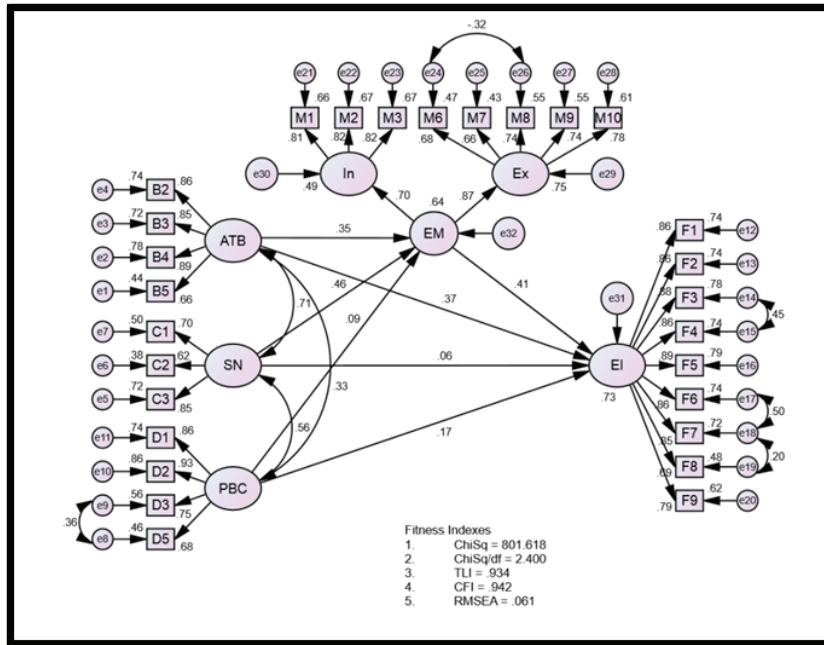 -.32
e21 e22 e23 e24 e25 e26 e27 e28
.66 .67 .67 .47 .43 .55 .55 .61
M1 M2 M3 M6 M7 M8 M9 M10
.81 .82 .82 .68 .66 .74 .74 .78
e30 In Ex e29
.49 .75
.70 .87
.64
EM e32
e4 .74 B2 .86
e3 .72 B3 .85
e2 .78 B4 .89
e1 .44 B5 .66
ATB
.35
.46
.71
.09
.37
.41
e7 .50 C1 .70
e6 .38 C2 .62
e5 .72 C3 .85
SN
.06
.33
.56
.17
e11 .74 D1 .86
e10 .86 D2 .93
e9 .56 D3 .75
e8 .46 D5 .68
.36
PBC
e31
EI
.73
.86 F1 .74 e12
.86 F2 .74 e13
.88 F3 .78 e14
.86 F4 .74 e15
.45
.89 F5 .79 e16
.86 F6 .74 e17
.50
.85 F7 .72 e18
.20
.69 F8 .48 e19
.79 F9 .62 e20
Fitness Indexes
1. ChiSq = 801.618
2. ChiSq/df = 2.400
3. TLI = .934
4. CFI = .942
5. RMSEA = .061